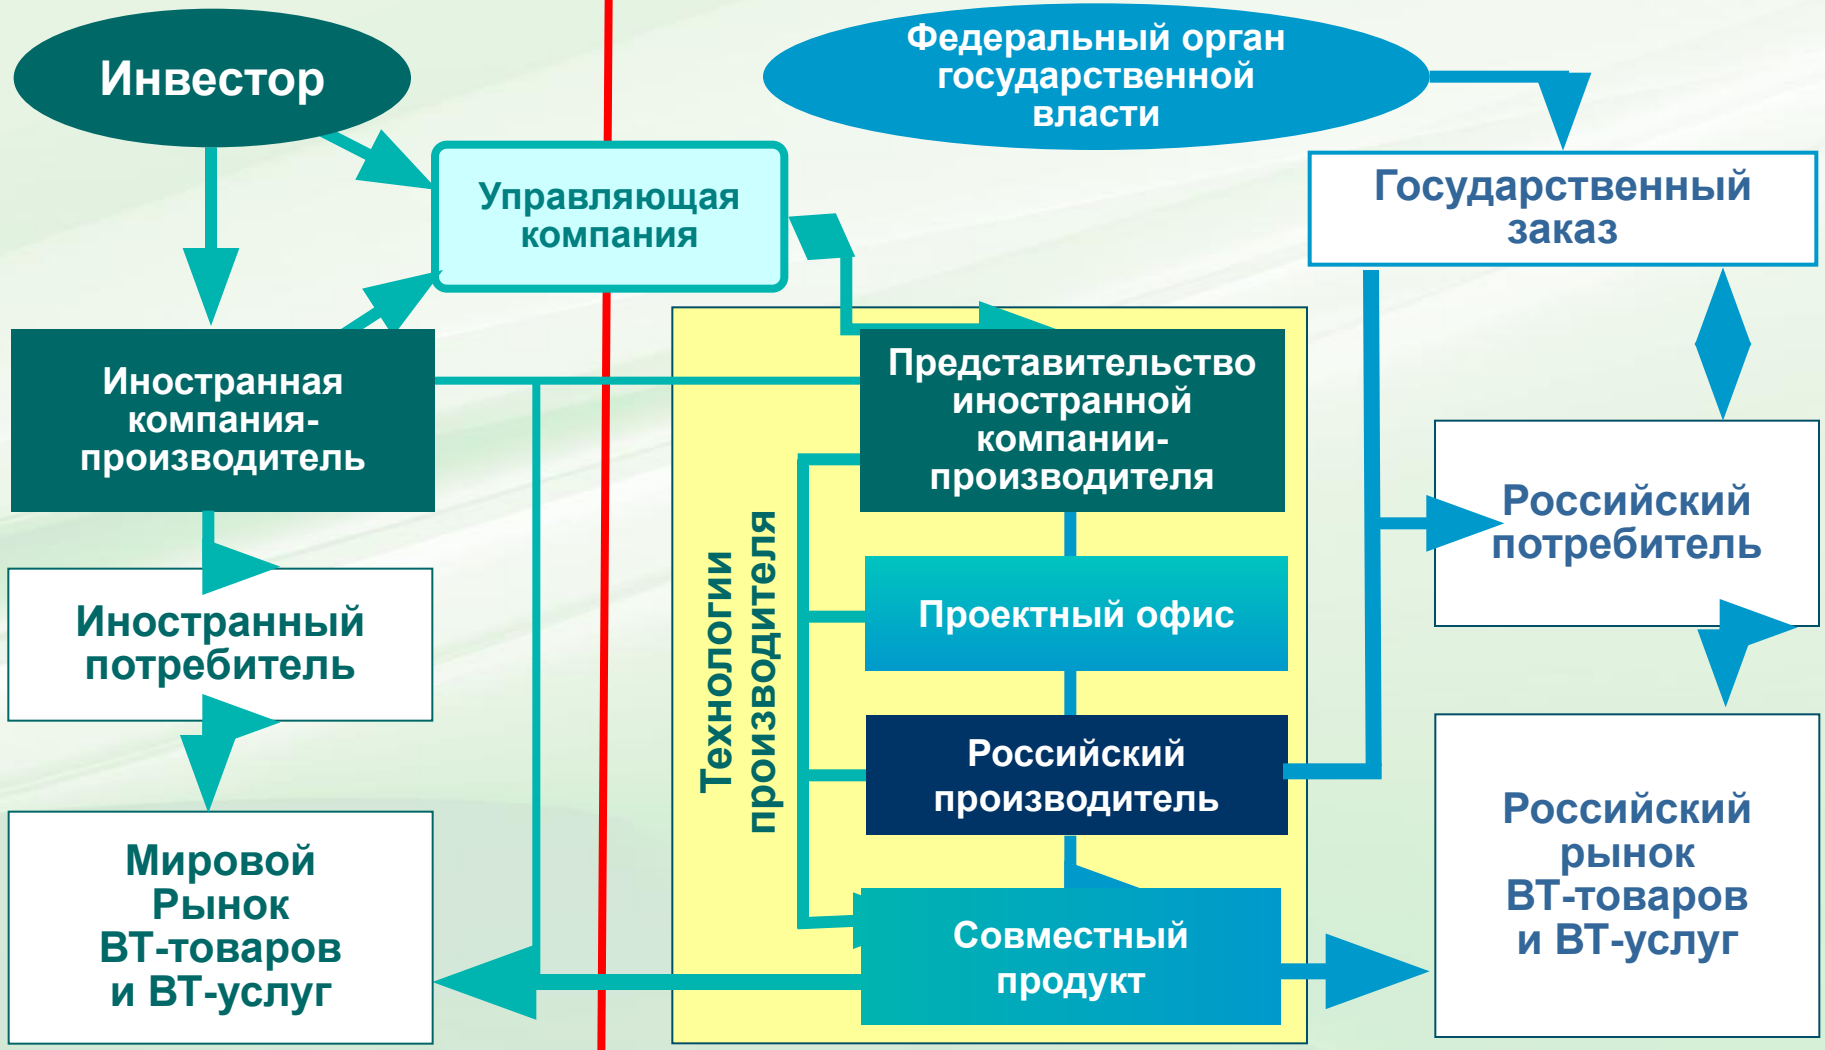 Инвестор
Федеральный орган
государственной
власти
Управляющая
компания
Государственный
заказ
Иностранная
компания-
производитель
Представительство
иностранной
компании-
производителя
Российский
потребитель
Технологии
производителя
Проектный офис
Иностранный
потребитель
Российский
производитель
Российский
рынок
ВТ-товаров
и ВТ-услуг
Мировой
Рынок
ВТ-товаров
и ВТ-услуг
Совместный
продукт